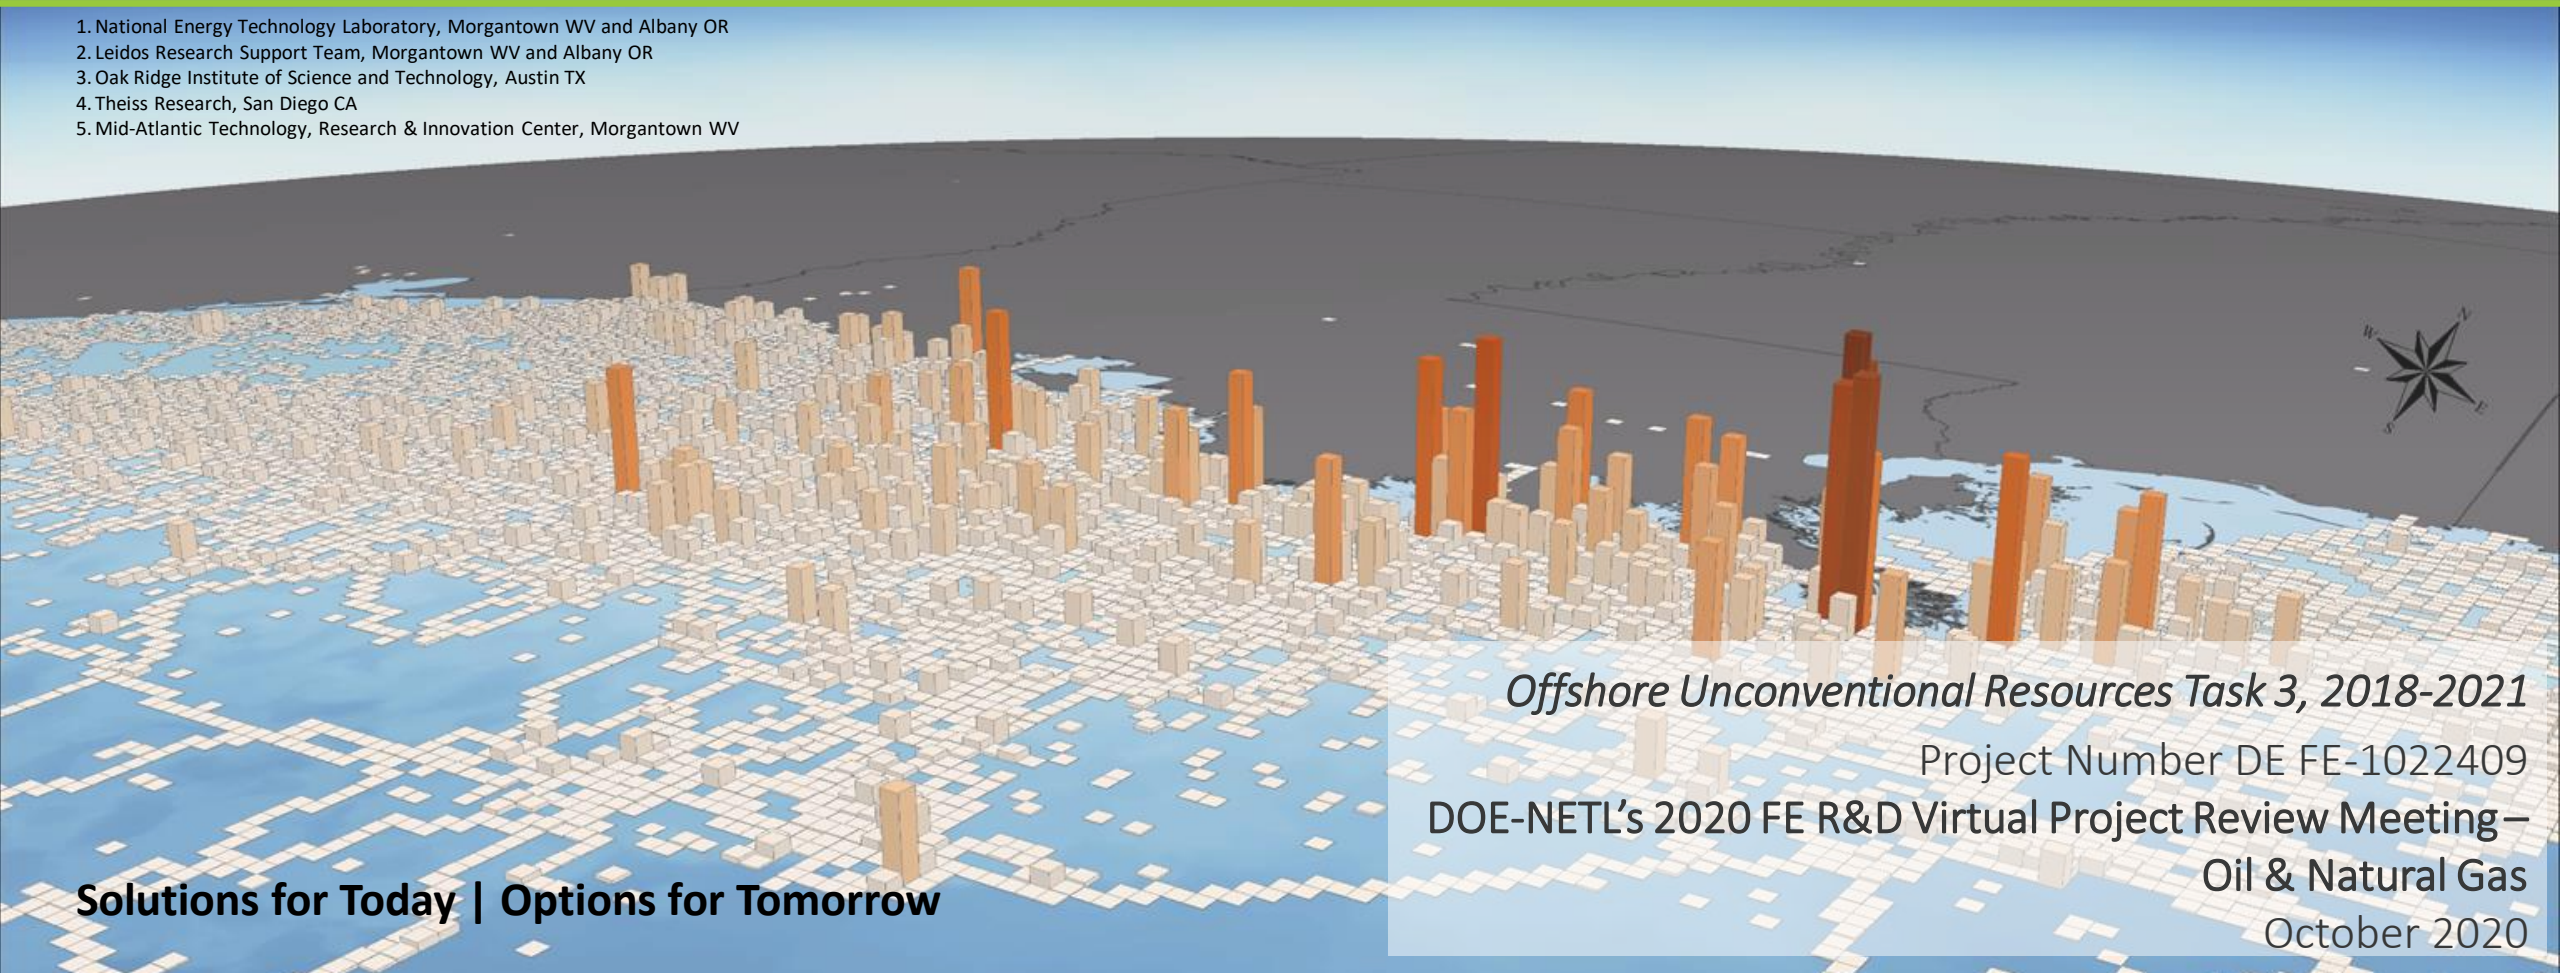 1. National Energy Technology Laboratory, Morgantown WV and Albany OR
2. Leidos Research Support Team, Morgantown WV and Albany OR
3. Oak Ridge Institute of Science and Technology, Austin TX
4. Theiss Research, San Diego CA
5. Mid-Atlantic Technology, Research & Innovation Center, Morgantown WV
N
W
E
S
Offshore Unconventional Resources Task 3, 2018-2021
Project Number DE FE-1022409
DOE-NETL’s 2020 FE R&D Virtual Project Review Meeting –
Oil & Natural Gas
October 2020
Solutions for Today | Options for Tomorrow